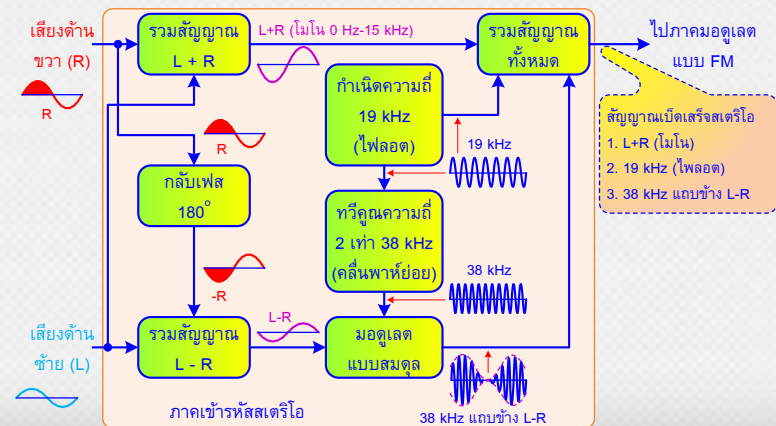 เสียงด้าน
ขวา (R)
R
รวมสัญญาณ
L + R
L+R (โมโน 0 Hz-15 kHz)
รวมสัญญาณ
ทั้งหมด
ไปภาคมอดูเลต
แบบ FM
กำเนิดความถี่
19 kHz
(ไฟลอต)
19 kHz
สัญญาณเบ็ดเสร็จสเตริโอ
1. L+R (โมโน)
2. 19 kHz (ไพลอต)
3. 38 kHz แถบข้าง L-R
R
กลับเฟส
180°
-R
ทวีคูณความถี่
2 เท่า 38 kHz
(คลื่นพาห์ย่อย)
38 kHz
เสียงด้าน
ซ้าย (L)
รวมสัญญาณ
L - R
L-R
มอดูเลต
แบบสมดุล
ภาคเข้ารหัสสเตริโอ
38 kHz แถบข้าง L-R